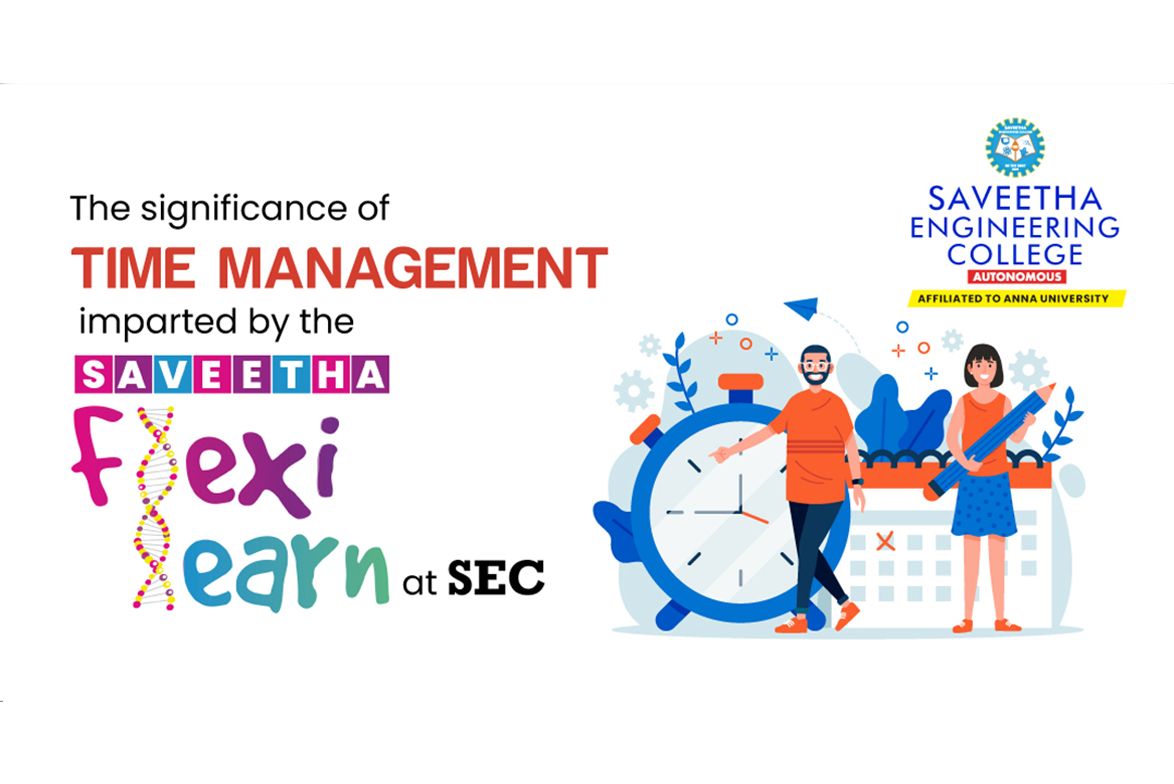 The significance of
TIME MANAGEMENT
imparted by the
SAVEETHA
flexi
learn at SEC
SAVEETHA
ENGINEERING
COLLEGE
AUTONOMOUS
AFFILIATED TO ANNA UNIVERSITY